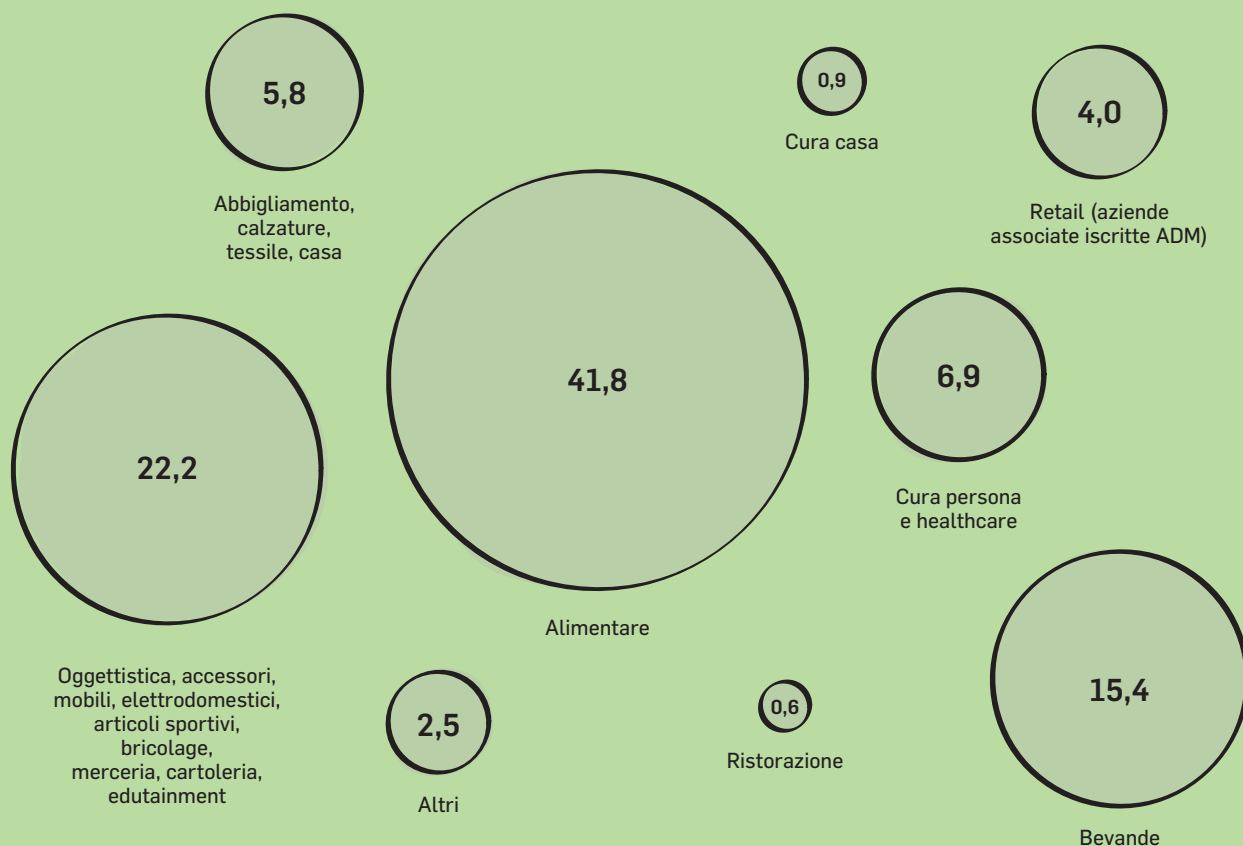 5,8
Abbigliamento,
calzature,
tessile, casa
0,9
Cura casa
4,0
Retail (aziende
associate iscritte ADM)
41,8
Alimentare
6,9
Cura persona
e healthcare
22,2
Oggettistica, accessori,
mobili, elettrodomestici,
articoli sportivi,
bricolage,
merceria, cartoleria,
edutainment
2,5
Altri
0,6
Ristorazione
15,4
Bevande